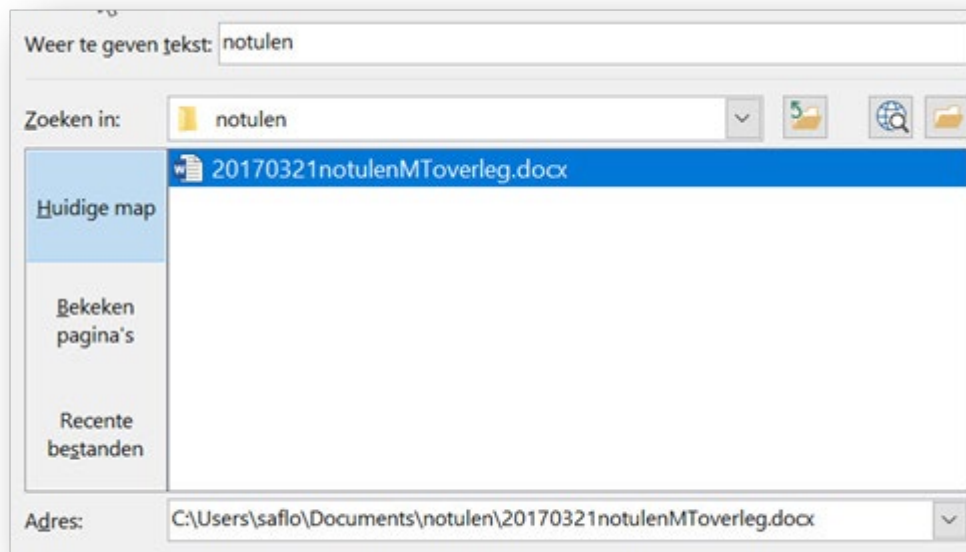 Weer te geven tekst: notulen
Zoeken in: notulen
20170321notulenMToverleg.docx
Huidige map
Bekeken
pagina's
Recente
bestanden
Adres: C:\Users\saflo\Documents\notulen\20170321notulenMToverleg.docx